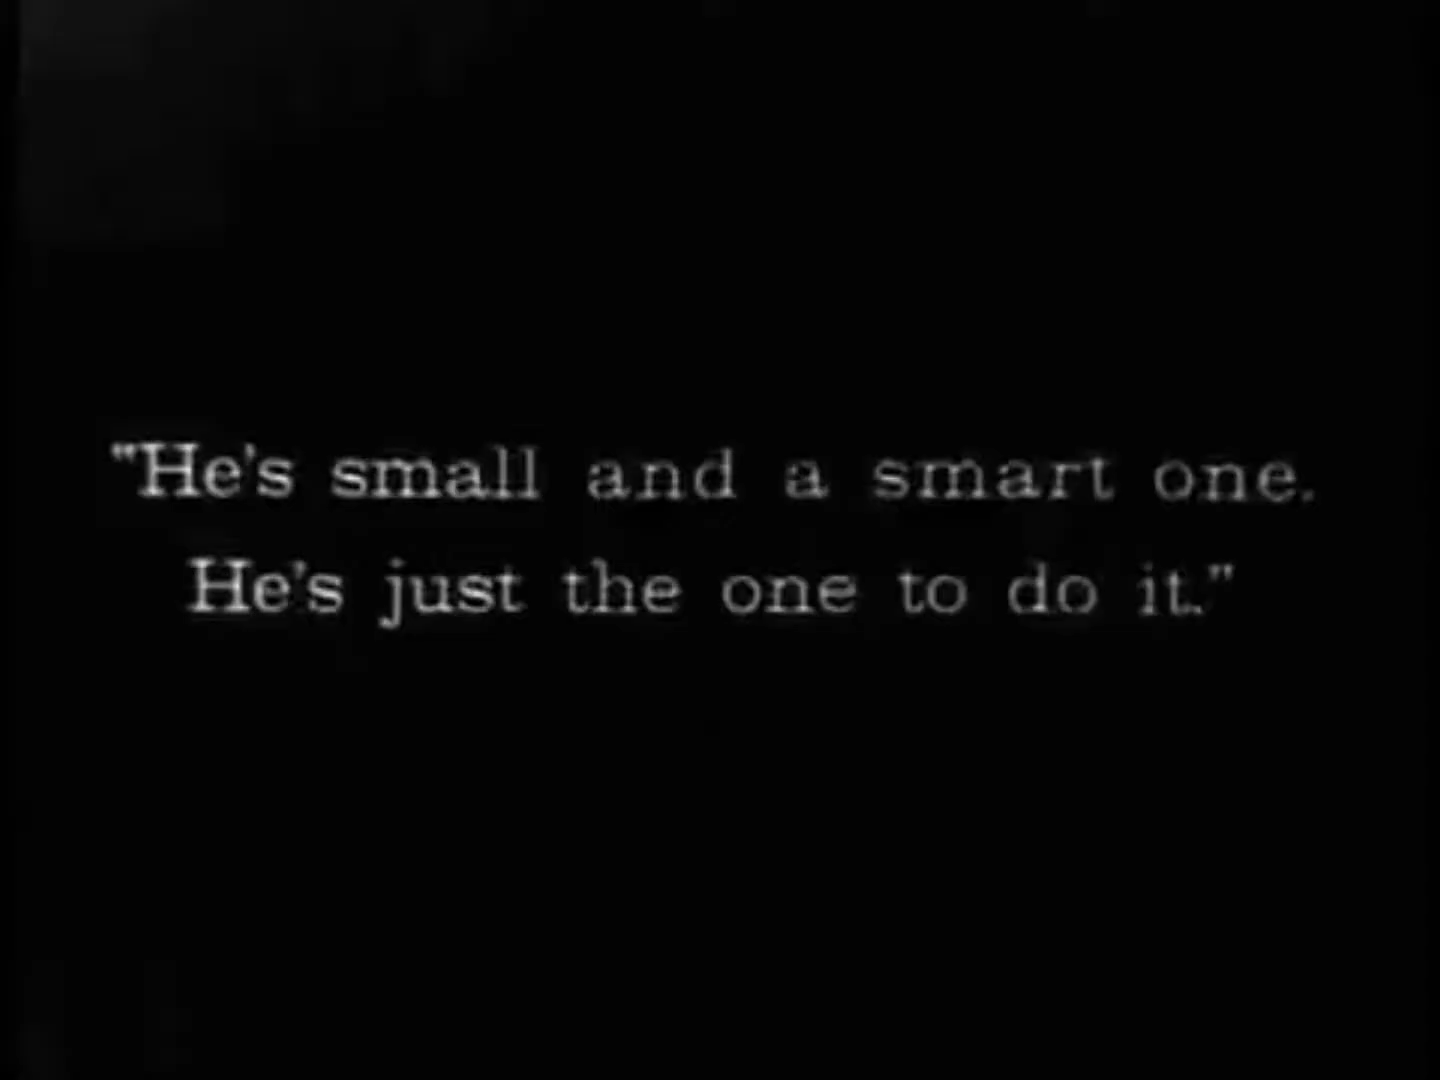 "He's small and a smart one.
He's just the one to do it."